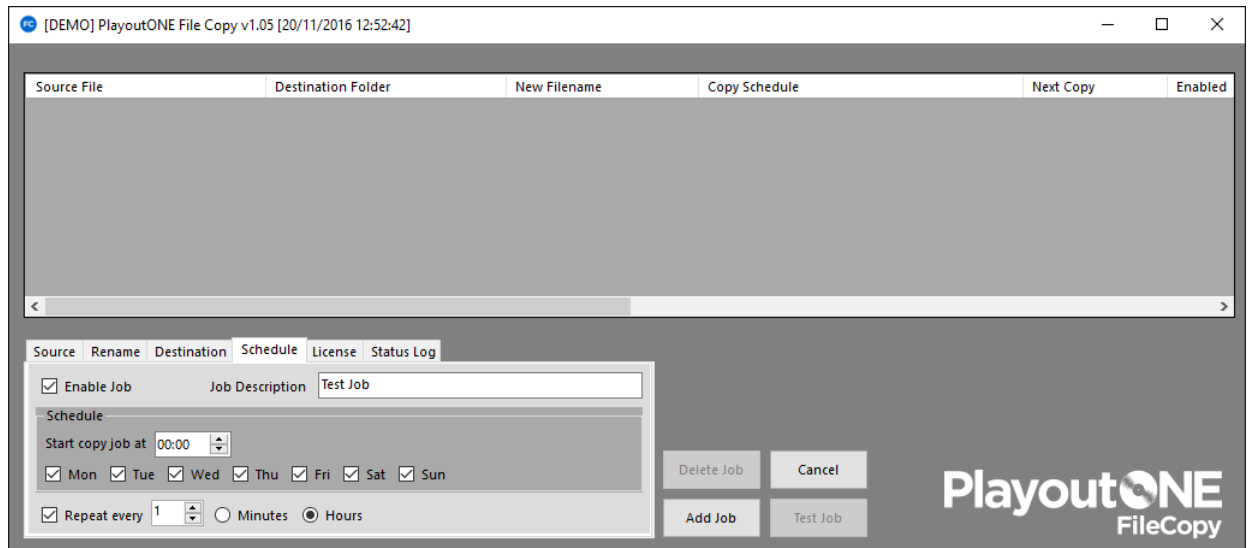 FC [DEMO] PlayoutONE File Copy v1.05 [20/11/2016 12:52:42]
Source File Destination Folder New Filename Copy Schedule Next Copy Enabled
Source Rename Destination Schedule License Status Log
Enable Job Job Description Test Job
Schedule
Start copy job at 00:00
Mon Tue Wed Thu Fri Sat Sun
Repeat every 1 Minutes Hours
Delete Job Cancel
Add Job Test Job
PlayoutONE
FileCopy